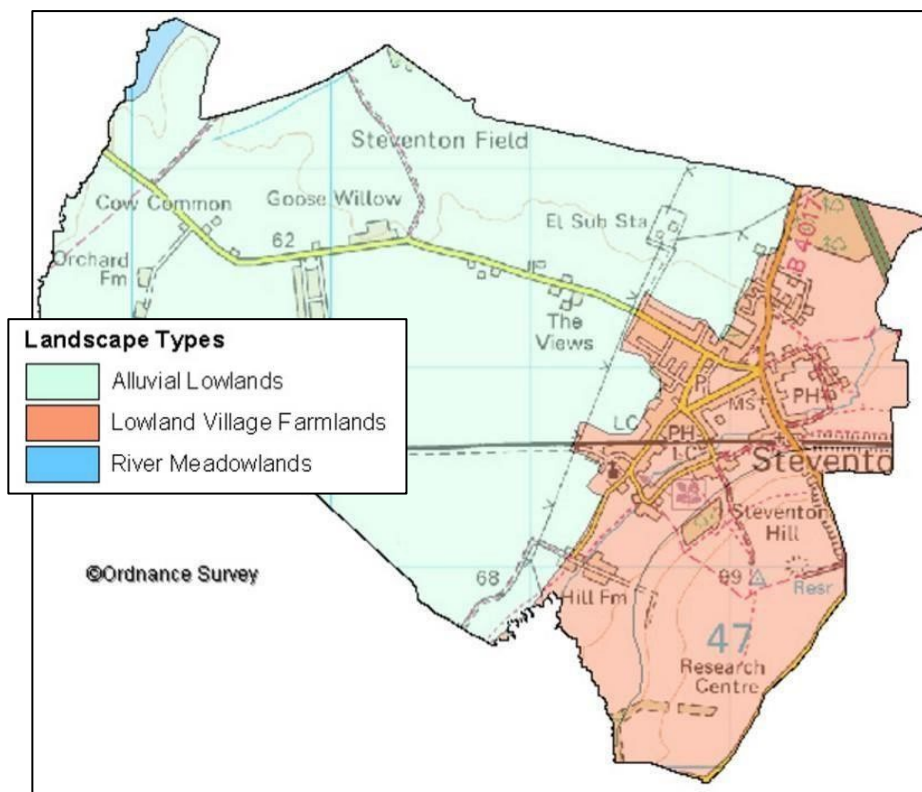 Steventon Field
Goose Willow
Cow Common
62
El Sub Sta
B 4017
Orchard
Fm
The
Views
Landscape Types
Alluvial Lowlands
Lowland Village Farmlands
River Meadowlands
P
MS
PH
LC
PH
LC
Stevento
Steventon
Hill
©Ordnance Survey
68
Hill Fm
99
Resr
47
Research
Centre